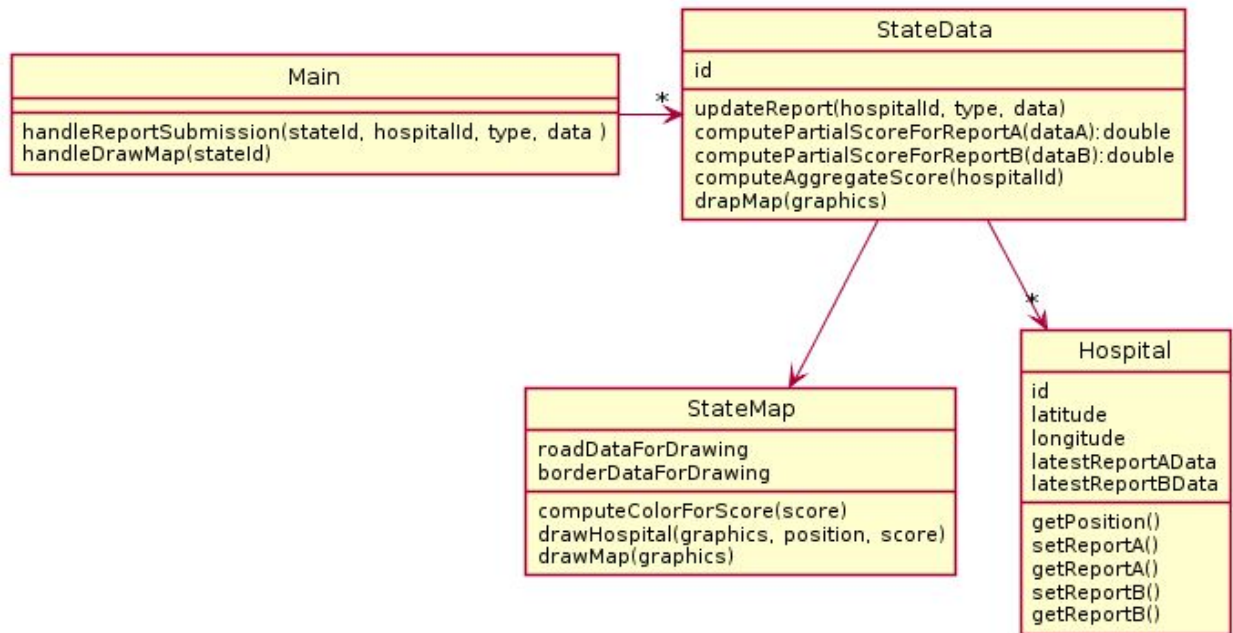 Main
handleReportSubmission(stateId, hospitalId, type, data )
handleDrawMap(stateId)
*
StateData
id
updateReport(hospitalId, type, data)
computePartialScoreForReportA(dataA):double
computePartialScoreForReportB(dataB):double
computeAggregateScore(hospitalId)
drapMap(graphics)
*
StateMap
roadDataForDrawing
borderDataForDrawing
computeColorForScore(score)
drawHospital(graphics, position, score)
drawMap(graphics)
Hospital
id
latitude
longitude
latestReportAData
latestReportBData
getPosition()
setReportA()
getReportA()
setReportB()
getReportB()